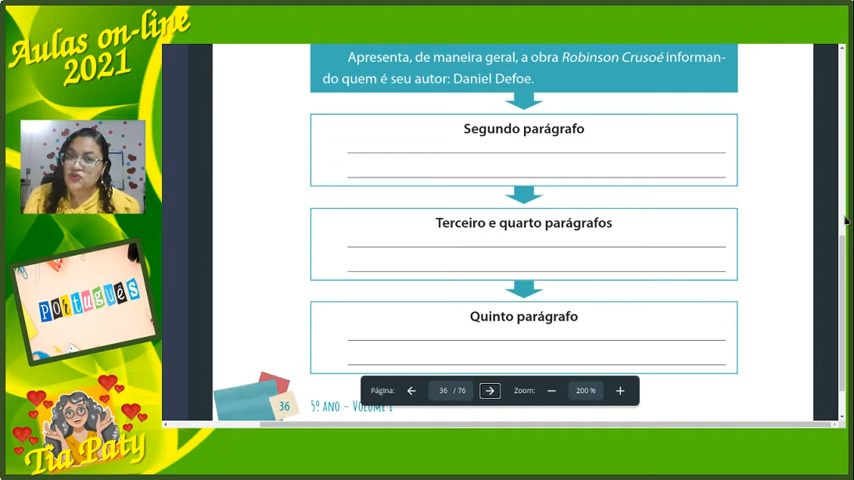 Aulas on-line
2021
Apresenta, de maneira geral, a obra Robinson Crusoé informan-
do quem é seu autor: Daniel Defoe.
Segundo parágrafo
Terceiro e quarto parágrafos
Quinto parágrafo
Português
Página:
36 / 76
Zoom:
200 %
36
5º ano – Volume 1
Tia Paty